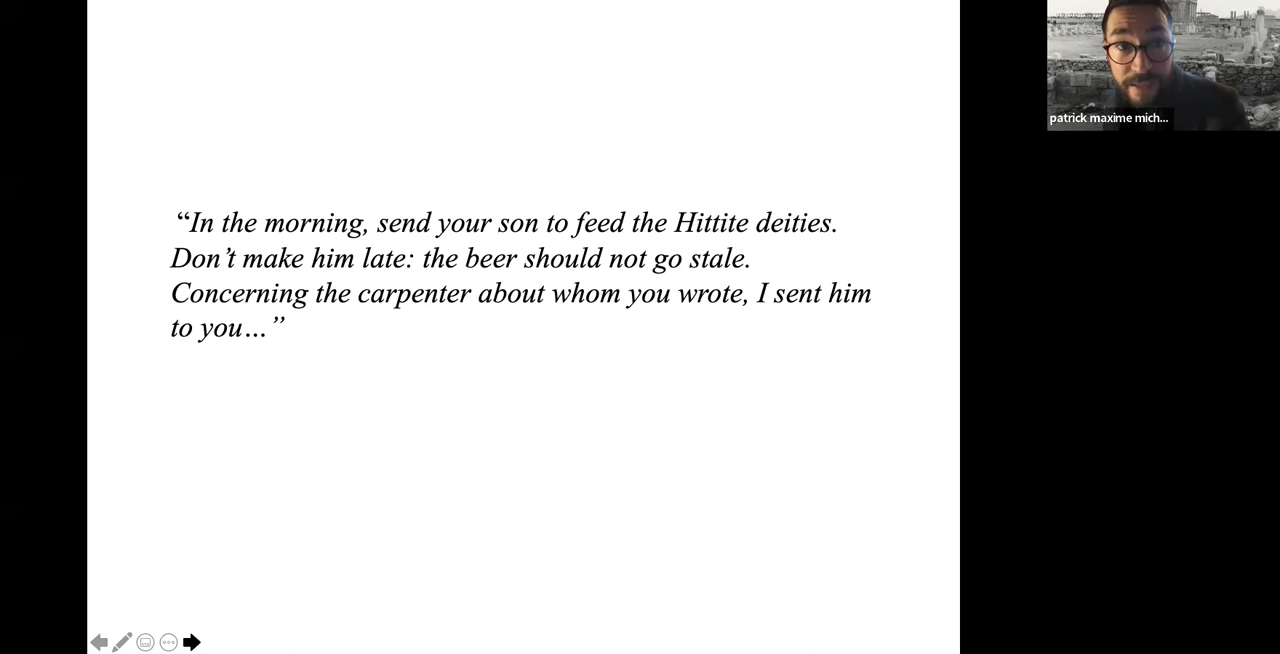 “In the morning, send your son to feed the Hittite deities.
Don’t make him late: the beer should not go stale.
Concerning the carpenter about whom you wrote, I sent him
to you…”
patrick maxime mich...